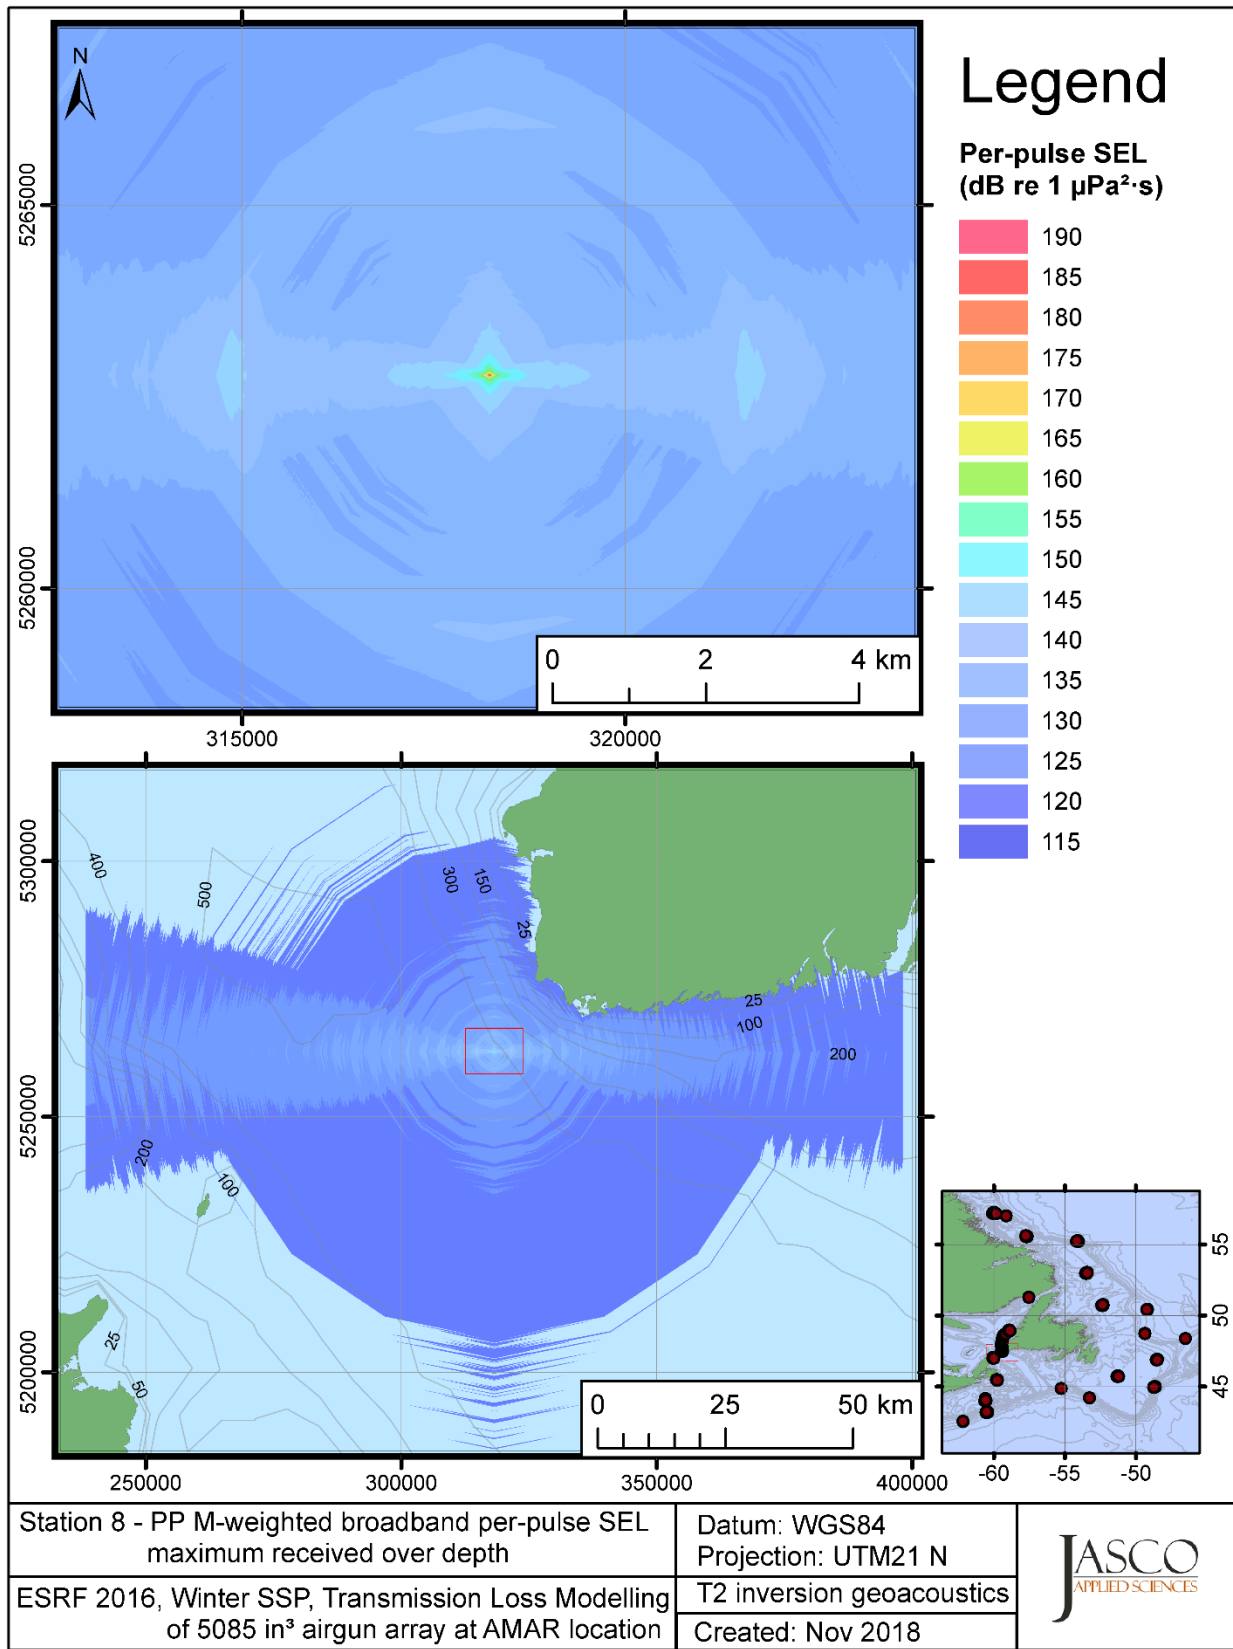 N
5265000
5260000
0 2 4 km
315000 320000
Legend
Per-pulse SEL
(dB re 1 µPa²·s)
190
185
180
175
170
165
160
155
150
145
140
135
130
125
120
115
5300000
5250000
5200000
400
500
300
150
25
25
100
200
200
100
25
50
0 25 50 km
250000 300000 350000 400000
55
50
45
-60 -55 -50
Station 8 - PP M-weighted broadband per-pulse SEL
maximum received over depth
ESRF 2016, Winter SSP, Transmission Loss Modelling
of 5085 in³ airgun array at AMAR location
Datum: WGS84
Projection: UTM21 N
T2 inversion geoacoustics
Created: Nov 2018
JASCO
APPLIED SCIENCES